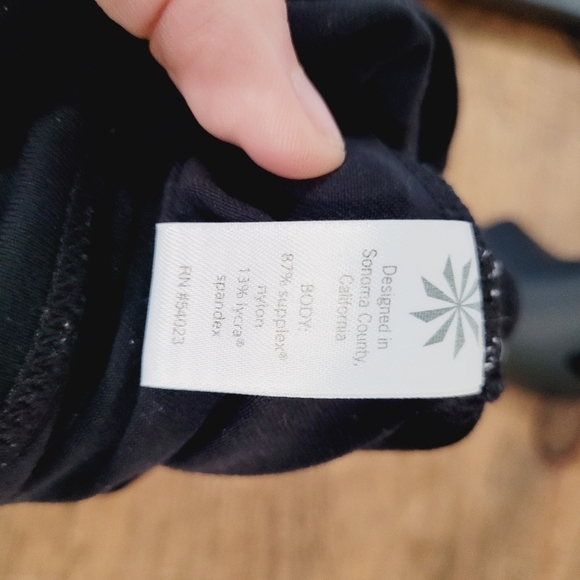 Designed in
Sonoma County,
California
BODY:
87% supplex®
nylon
13% lycra®
spandex
RN #54023